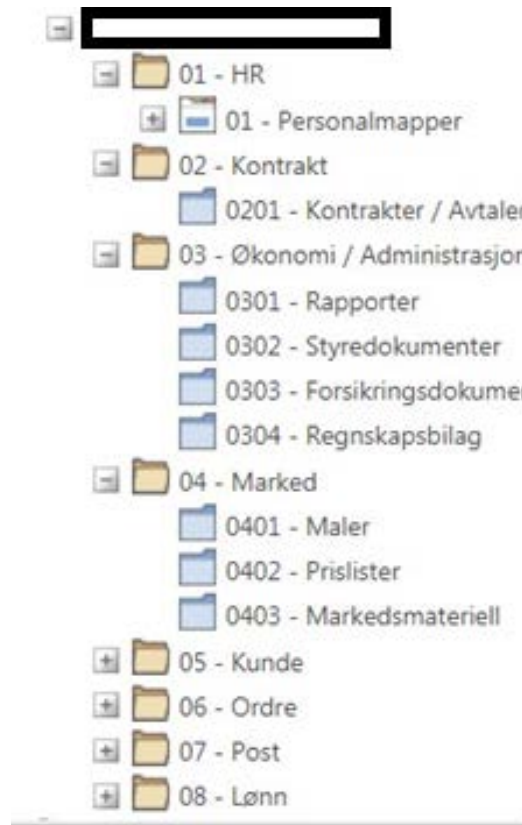 01 - HR
01 - Personalmapper
02 - Kontrakt
0201 - Kontrakter / Avtaler
03 - Økonomi / Administrasjon
0301 - Rapporter
0302 - Styredokumenter
0303 - Forsikringsdokume
0304 - Regnskapsbilag
04 - Marked
0401 - Maler
0402 - Prislister
0403 - Markedsmateriell
05 - Kunde
06 - Ordre
07 - Post
08 - Lønn